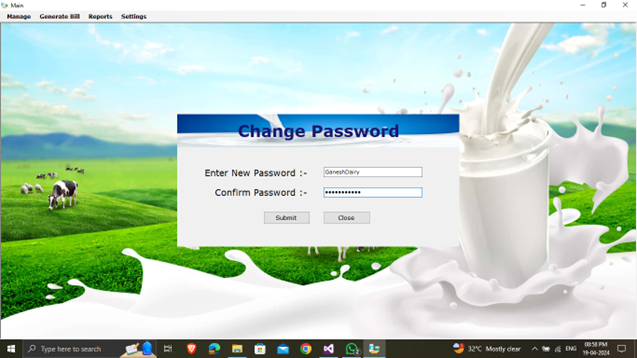 Main
Manage Generate Bill Reports Settings
Change Password
Enter New Password :- GaneshDairy
Confirm Password :- •••••••••••
Submit Close
Type here to search
32°C Mostly clear
ENG
08:58 PM
19-04-2024